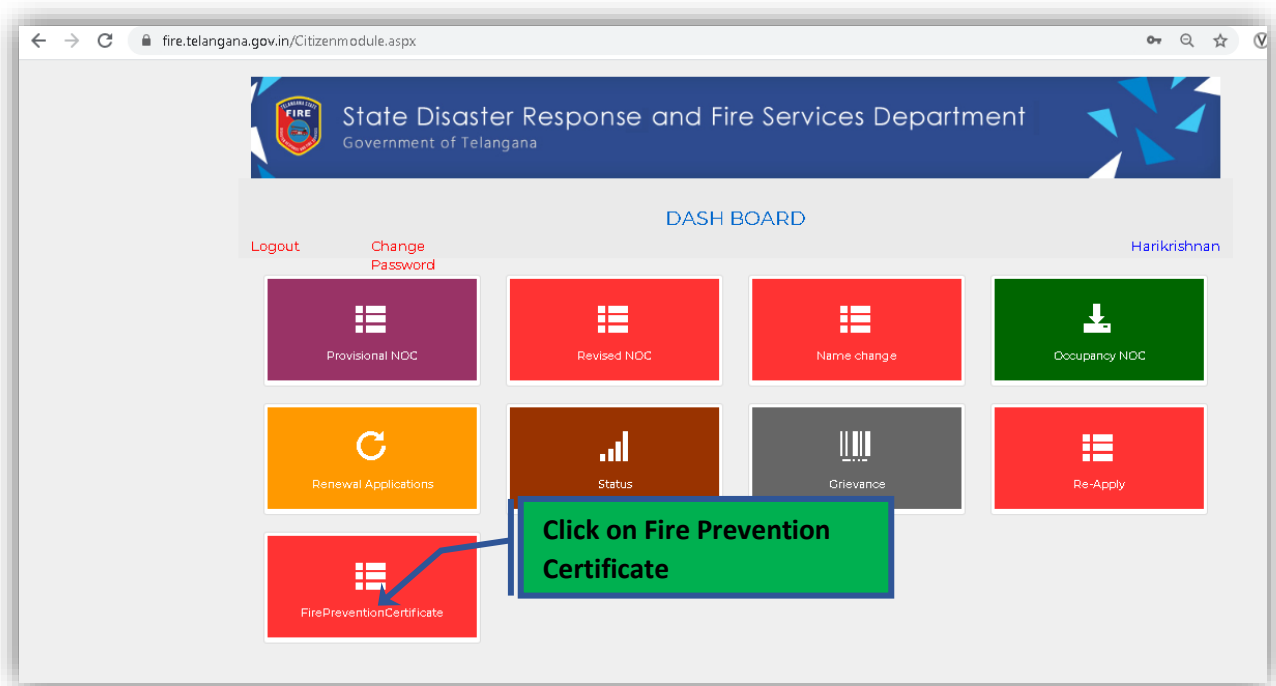 fire.telangana.gov.in/Citizenmodule.aspx
FIRE
State Disaster Response and Fire Services Department
Government of Telangana
DASH BOARD
Logout
Change
Password
Harikrishnan
Provisional NOC
Revised NOC
Name change
Occupancy NOC
Renewal Applications
Status
Grievance
Re-Apply
Click on Fire Prevention
Certificate
FirePreventionCertificate